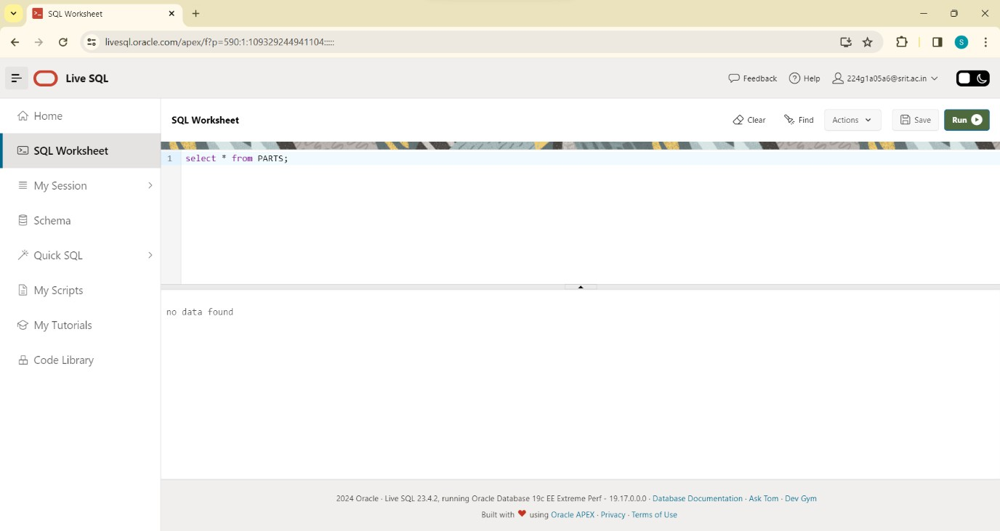 SQL Worksheet
livesql.oracle.com/apex/f?p=590:1:109329244941104:::::
S
Live SQL
Feedback
Help
224g1a05a6@srit.ac.in
Home
SQL Worksheet
My Session
Schema
Quick SQL
My Scripts
My Tutorials
Code Library
SQL Worksheet
Clear
Find
Actions
Save
Run
1 select * from PARTS;
no data found
2024 Oracle · Live SQL 23.4.2, running Oracle Database 19c EE Extreme Perf - 19.17.0.0.0 · Database Documentation · Ask Tom · Dev Gym
Built with ❤ using Oracle APEX · Privacy · Terms of Use